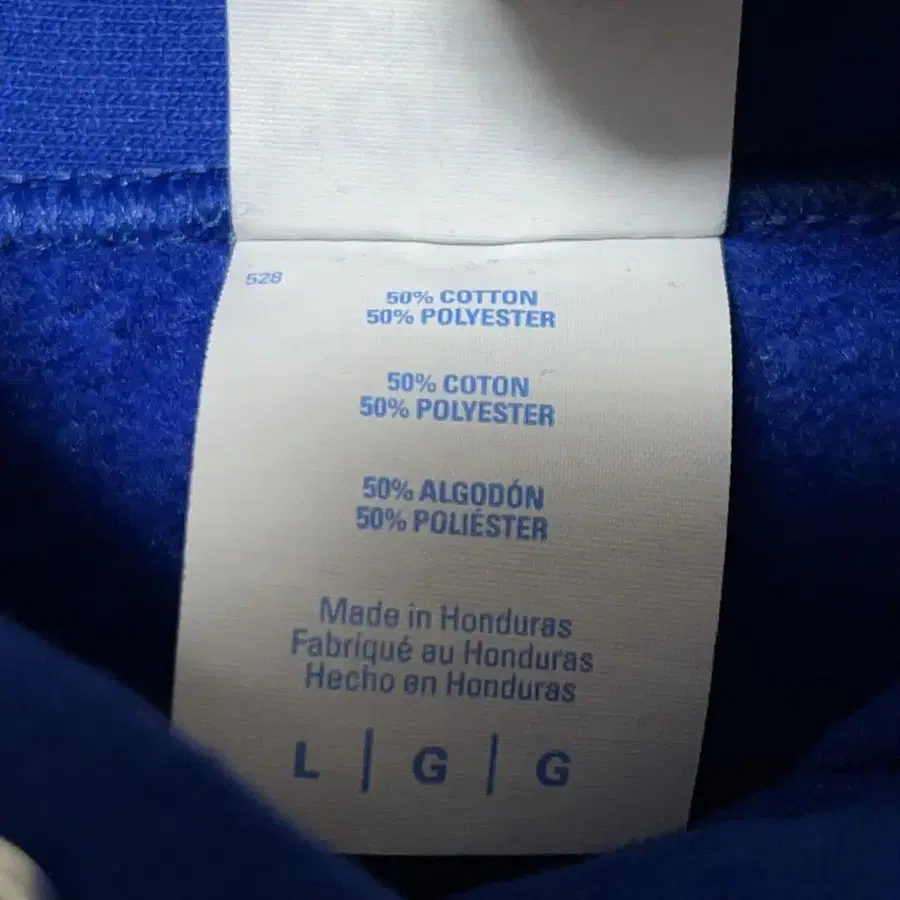 528
50% COTTON
50% POLYESTER
50% COTON
50% POLYESTER
50% ALGODÓN
50% POLIÉSTER
Made in Honduras
Fabriqué au Honduras
Hecho en Honduras
L | G | G